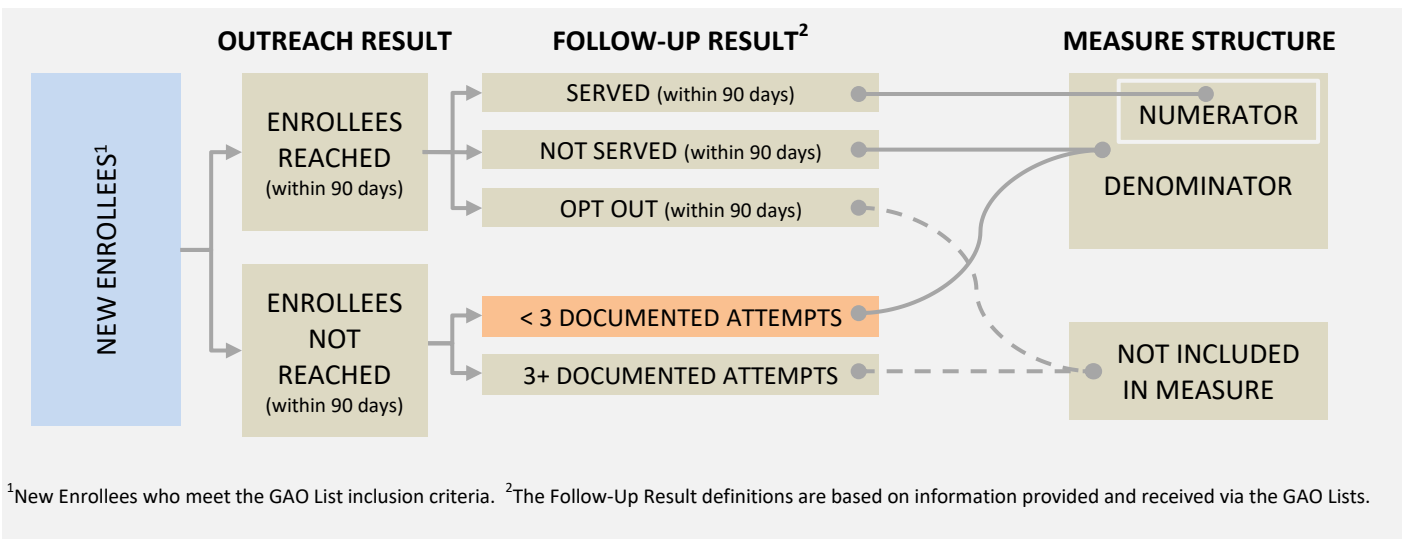 OUTREACH RESULT
FOLLOW-UP RESULT²
MEASURE STRUCTURE
NEW ENROLLEES¹
ENROLLEES
REACHED
(within 90 days)
SERVED (within 90 days)
NOT SERVED (within 90 days)
OPT OUT (within 90 days)
NUMERATOR
DENOMINATOR
ENROLLEES
NOT
REACHED
(within 90 days)
< 3 DOCUMENTED ATTEMPTS
3+ DOCUMENTED ATTEMPTS
NOT INCLUDED
IN MEASURE
¹New Enrollees who meet the GAO List inclusion criteria. ²The Follow-Up Result definitions are based on information provided and received via the GAO Lists.